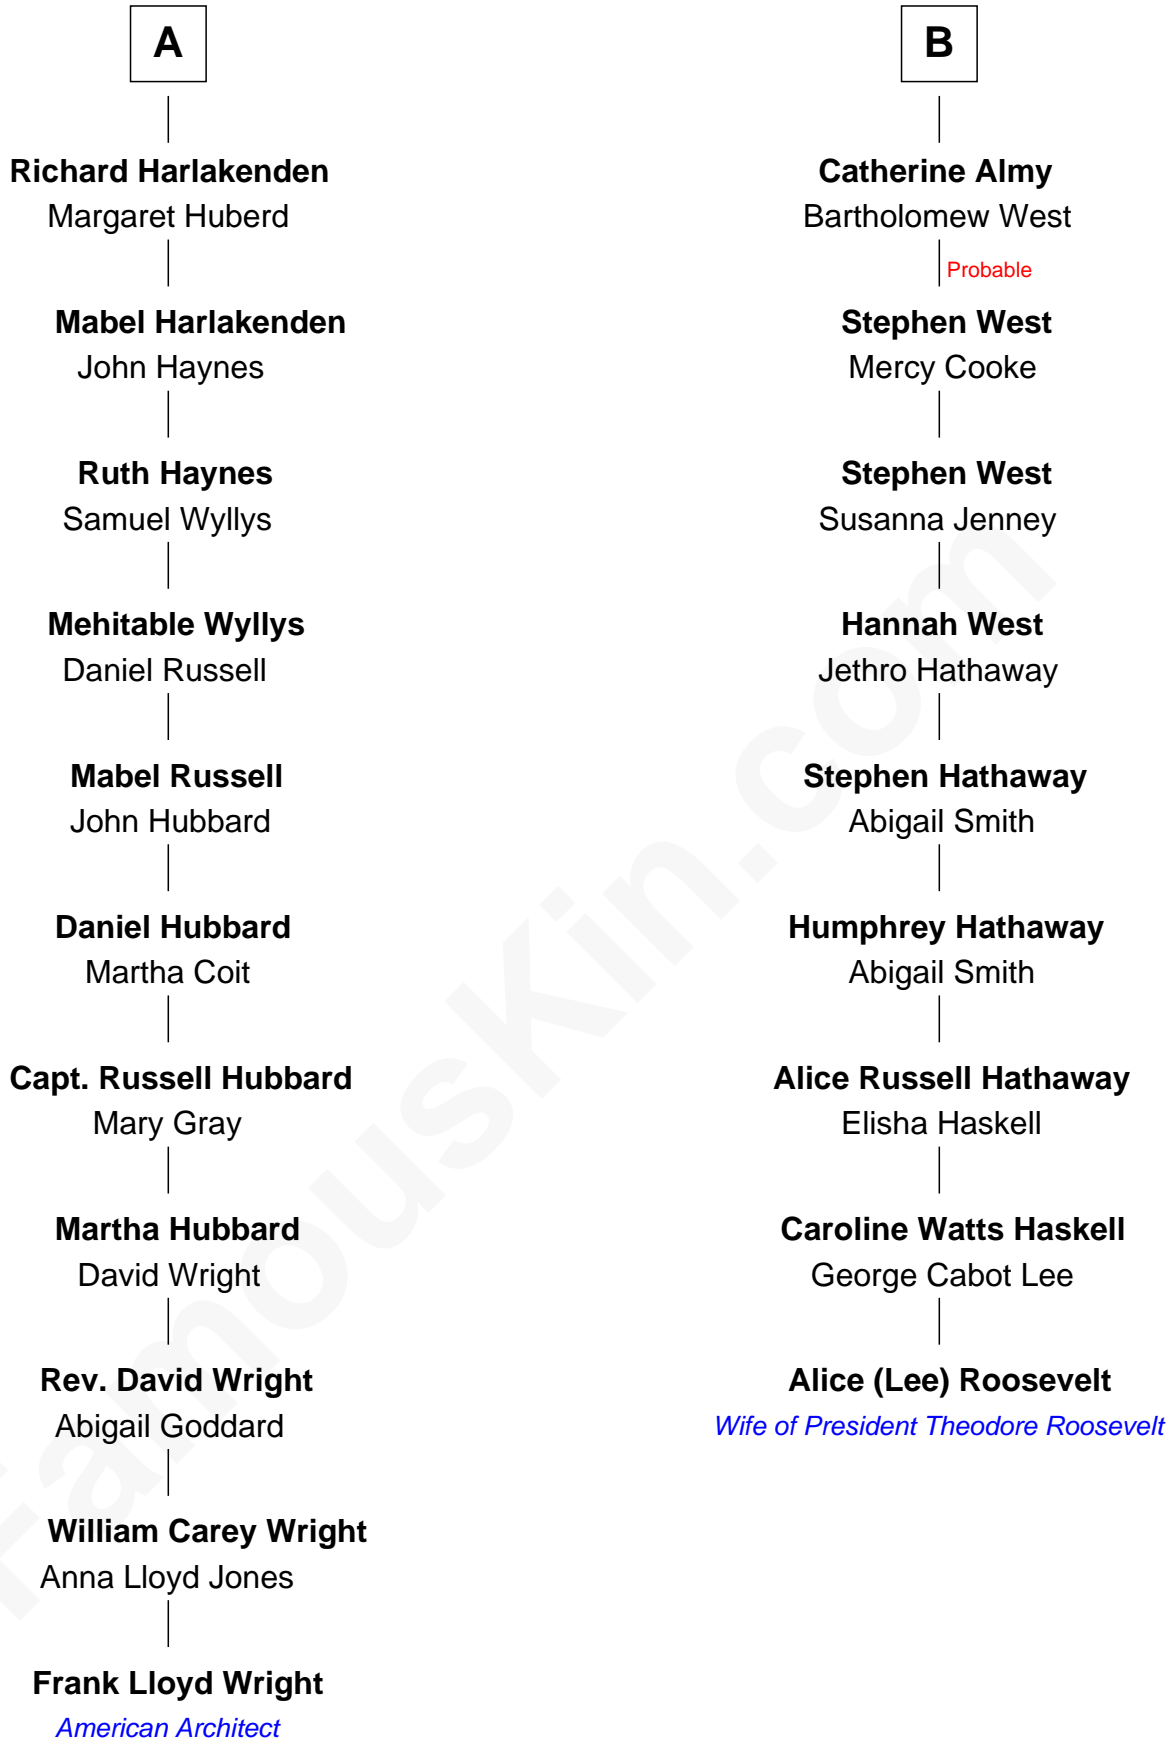 A
Richard Harlakenden
Margaret Huberd
Mabel Harlakenden
John Haynes
Ruth Haynes
Samuel Wyllys
Mehitable Wyllys
Daniel Russell
Mabel Russell
John Hubbard
Daniel Hubbard
Martha Coit
Capt. Russell Hubbard
Mary Gray
Martha Hubbard
David Wright
Rev. David Wright
Abigail Goddard
William Carey Wright
Anna Lloyd Jones
Frank Lloyd Wright
American Architect
B
Catherine Almy
Bartholomew West
Probable
Stephen West
Mercy Cooke
Stephen West
Susanna Jenney
Hannah West
Jethro Hathaway
Stephen Hathaway
Abigail Smith
Humphrey Hathaway
Abigail Smith
Alice Russell Hathaway
Elisha Haskell
Caroline Watts Haskell
George Cabot Lee
Alice (Lee) Roosevelt
Wife of President Theodore Roosevelt
FamousKin.com